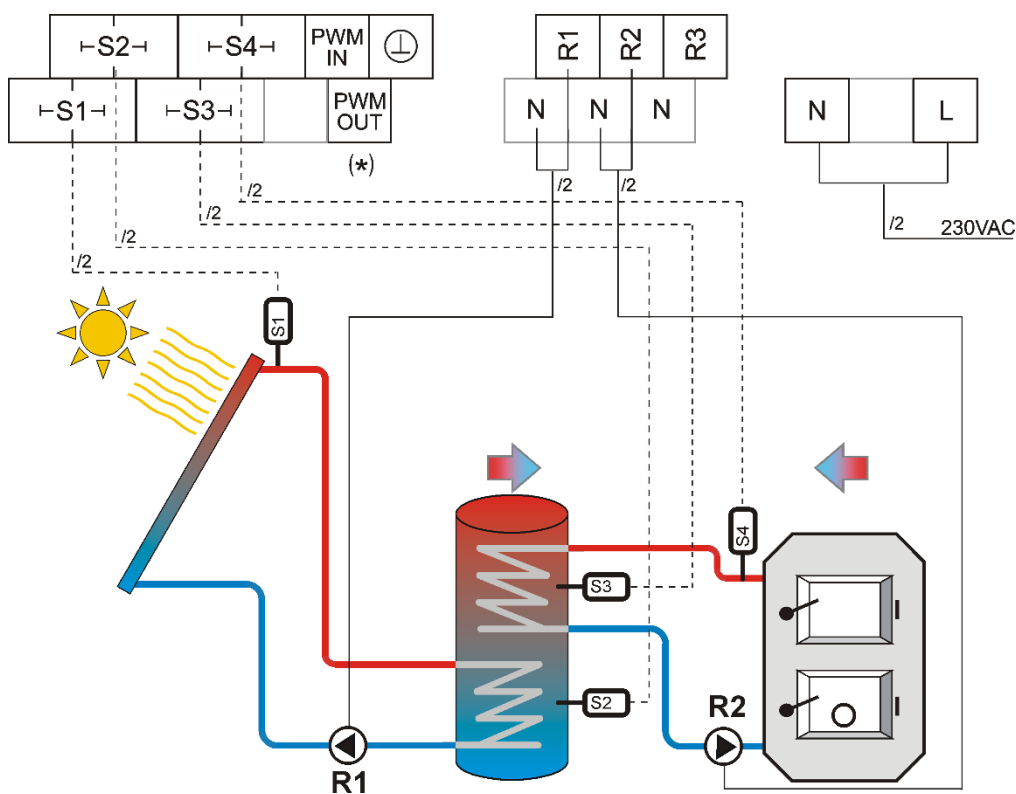 S2 S4 PWM IN
R1 R2 R3
S1 S3 PWM OUT
N N N
N L
(*)
/2 /2 /2 /2
/2 /2
/2 230VAC
S1
S4
S3
S2
R2
R1